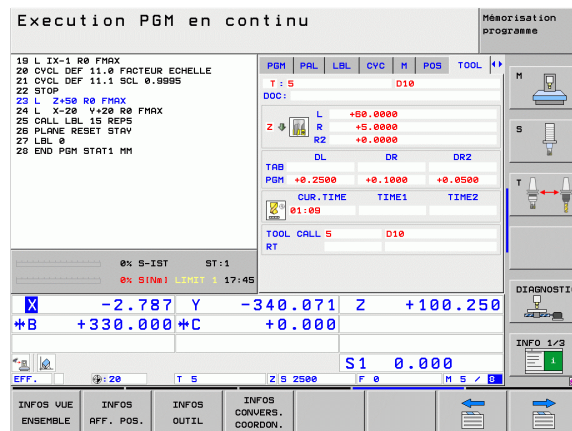 Execution PGM en continu
Mémorisation
programme
19 L IX-1 R0 FMAX
20 CYCL DEF 11.0 FACTEUR ECHELLE
21 CYCL DEF 11.1 SCL 0.9995
22 STOP
23 L Z+50 R0 FMAX
24 L X-20 Y+20 R0 FMAX
25 CALL LBL 15 REP5
26 PLANE RESET STAY
27 LBL 0
28 END PGM STAT1 MM
0% S-IST ST:1
0% S[Nm] LIMIT 1 17:45
PGM PAL LBL CYC M POS TOOL
T : 5 D10
DOC:
Z L +60.0000
R +5.0000
R2 +0.0000
DL DR DR2
TAB
PGM +0.2500 +0.1000 +0.0500
CUR.TIME TIME1 TIME2
01:09
TOOL CALL 5 D10
RT
X -2.787 Y -340.071 Z +100.250
B +330.000 C +0.000
S1 0.000
EFF. : 20 T 5 Z S 2500 F 0 M 5 / 8
M
S
T
DIAGNOSTI
INFO 1/3
i
INFOS VUE
ENSEMBLE
INFOS
AFF. POS.
INFOS
OUTIL
INFOS
CONVERS.
COORDON.